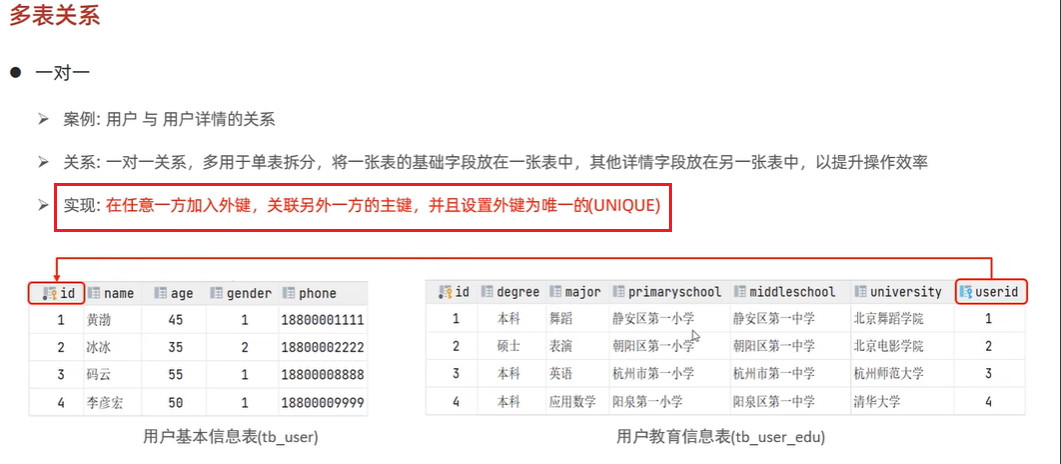 多表关系
● 一对一
➢ 案例: 用户 与 用户详情的关系
➢ 关系: 一对一关系，多用于单表拆分，将一张表的基础字段放在一张表中，其他详情字段放在另一张表中，以提升操作效率
➢ 实现: 在任意一方加入外键，关联另外一方的主键，并且设置外键为唯一的(UNIQUE)
id name age gender phone
1 黄渤 45 1 18800001111
2 冰冰 35 2 18800002222
3 码云 55 1 18800008888
4 李彦宏 50 1 18800009999
用户基本信息表(tb_user)
id degree major primaryschool middleschool university userid
1 本科 舞蹈 静安区第一小学 静安区第一中学 北京舞蹈学院 1
2 硕士 表演 朝阳区第一小学 朝阳区第一中学 北京电影学院 2
3 本科 英语 杭州市第一小学 杭州市第一中学 杭州师范大学 3
4 本科 应用数学 阳泉第一小学 阳泉区第一中学 清华大学 4
用户教育信息表(tb_user_edu)